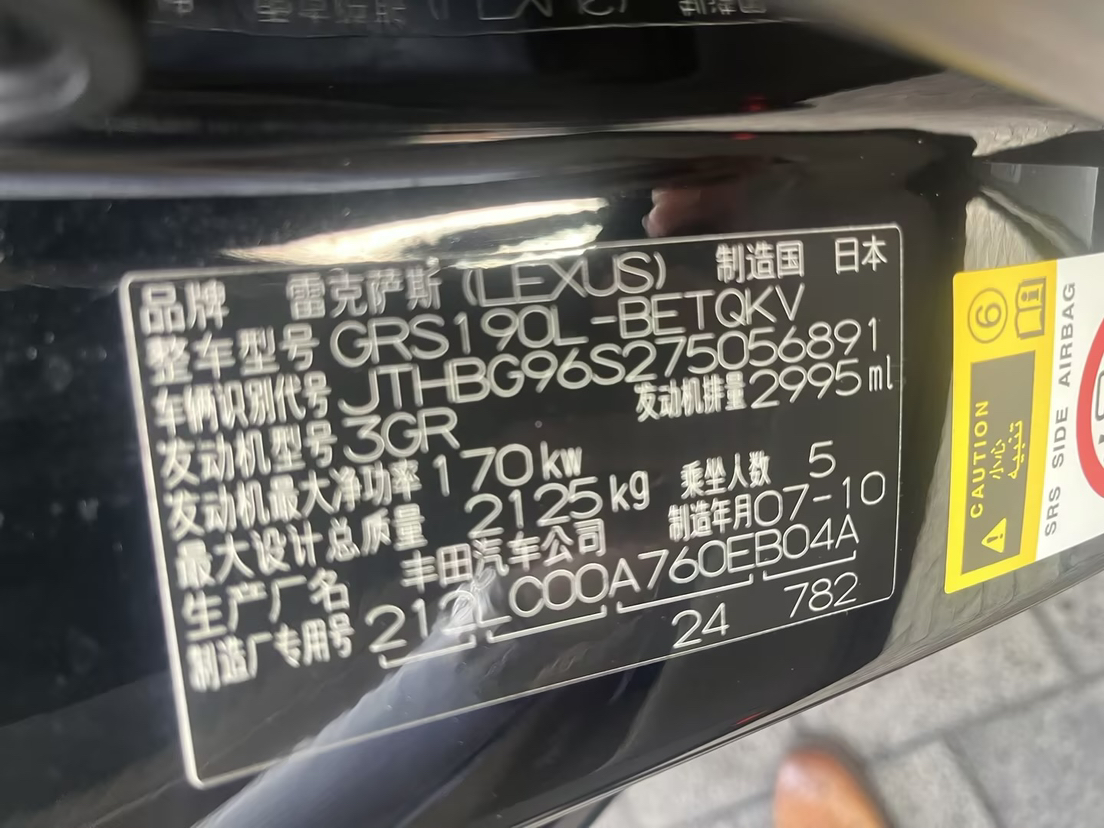 品牌 雷克萨斯 (LEXUS) 制造国 日本
整车型号 GRS190L-BETQKV
车辆识别代号 JTHBG96S275056891
发动机型号 3GR 发动机排量 2995 ml
发动机最大净功率 170 kw 乘坐人数 5
最大设计总质量 2125 kg 制造年月 07-10
生产厂名 丰田汽车公司
制造厂专用号 212 C00A760EB04A
24 782
6
CAUTION
小心
تنبيه
SRS SIDE AIRBAG